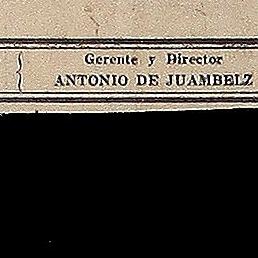 Gerente y Director
ANTONIO DE JUAMBELZ